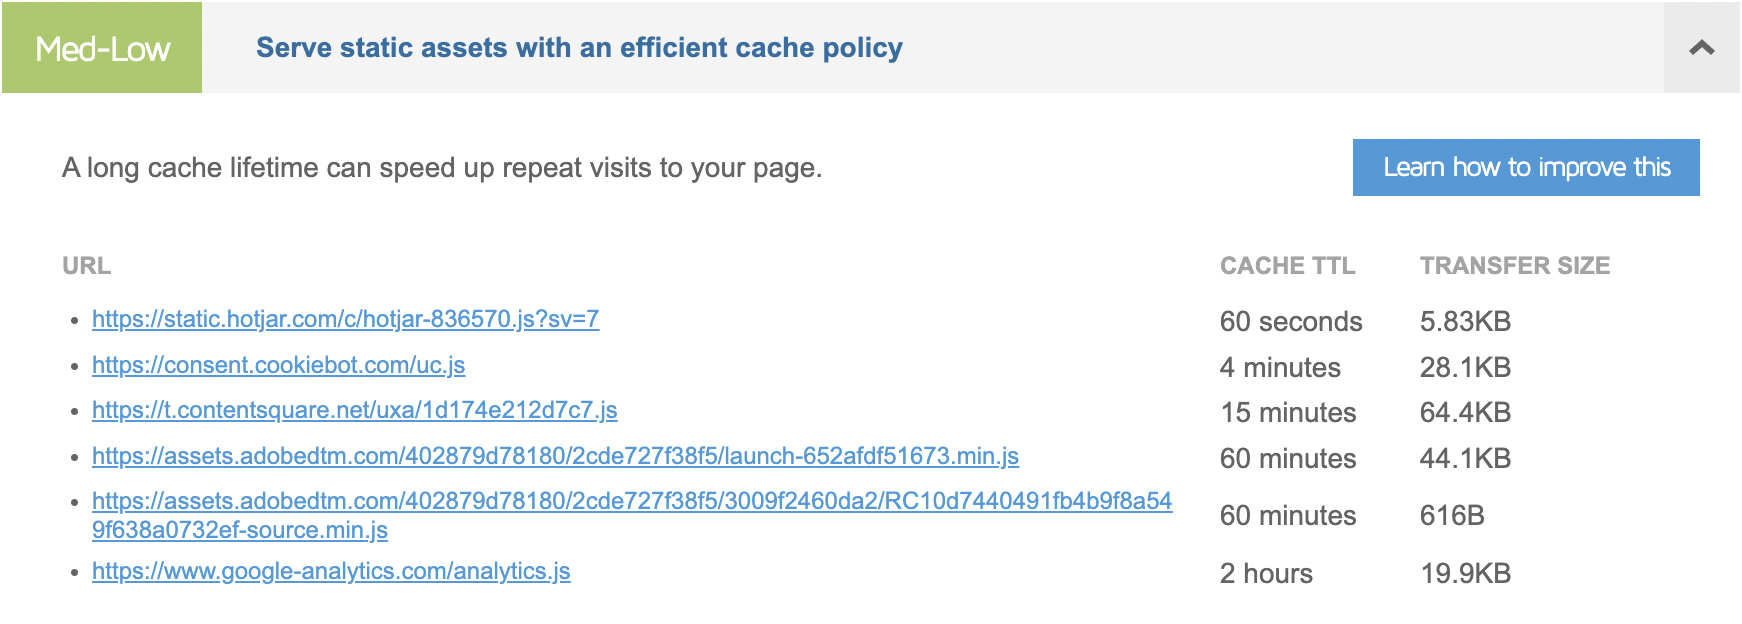 Med-Low
Serve static assets with an efficient cache policy
A long cache lifetime can speed up repeat visits to your page.
Learn how to improve this
URL CACHE TTL TRANSFER SIZE
https://static.hotjar.com/c/hotjar-836570.js?sv=7 60 seconds 5.83KB
https://consent.cookiebot.com/uc.js 4 minutes 28.1KB
https://t.contentsquare.net/uxa/1d174e212d7c7.js 15 minutes 64.4KB
https://assets.adobedtm.com/402879d78180/2cde727f38f5/launch-652afdf51673.min.js 60 minutes 44.1KB
https://assets.adobedtm.com/402879d78180/2cde727f38f5/3009f2460da2/RC10d7440491fb4b9f8a54
9f638a0732ef-source.min.js 60 minutes 616B
https://www.google-analytics.com/analytics.js 2 hours 19.9KB